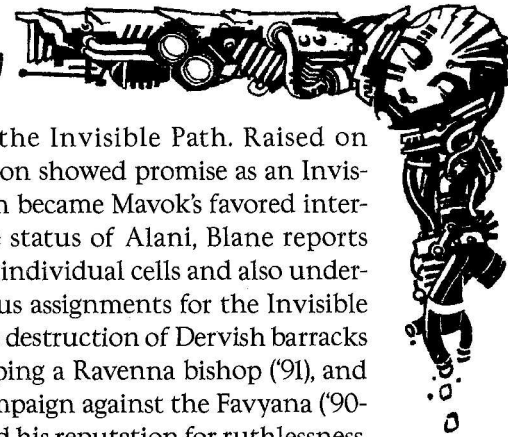 the Invisible Path. Raised on
on showed promise as an Invis-
n became Mavok's favored inter-
e status of Alani, Blane reports
individual cells and also under-
us assignments for the Invisible
destruction of Dervish barracks
ping a Ravenna bishop ('91), and
mpaign against the Favyana ('90-
d his reputation for ruthlessness